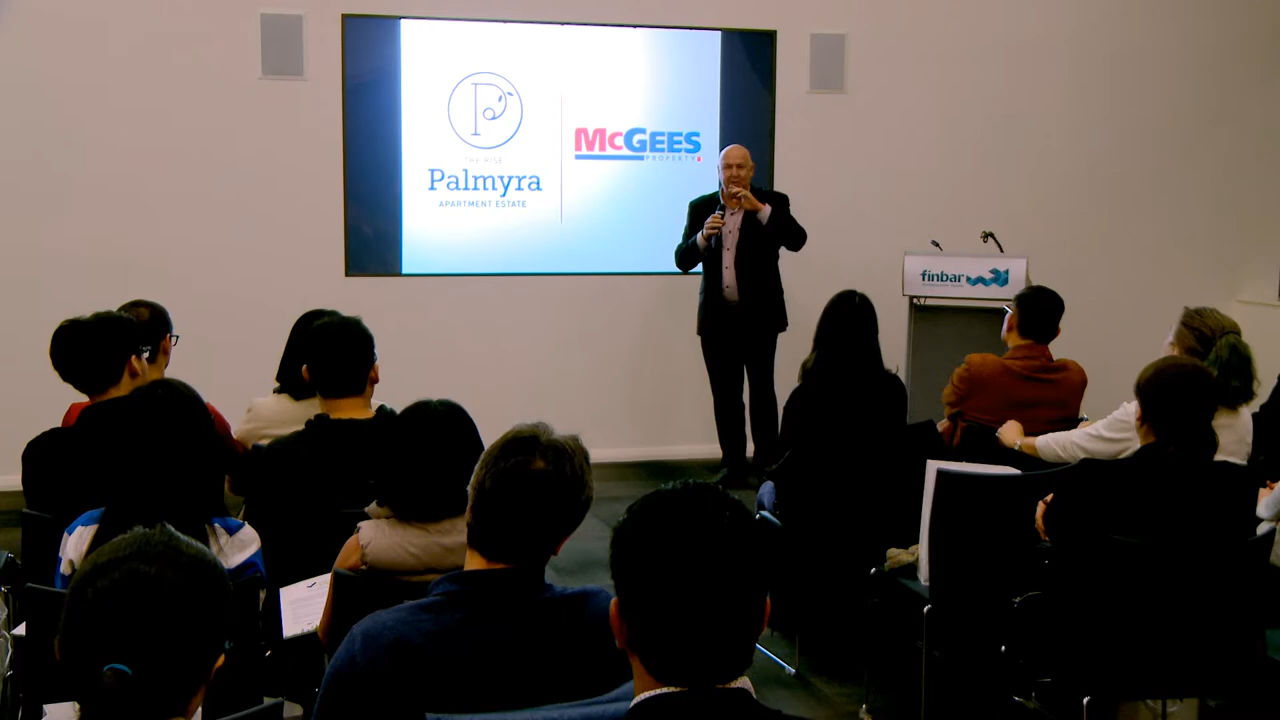 P
THE RISE
Palmyra
APARTMENT ESTATE
McGEES
PROPERTY
finbar